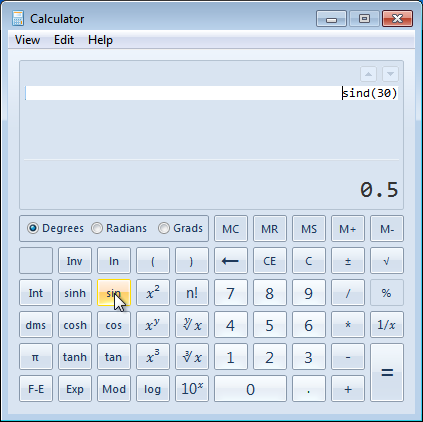 Calculator
View Edit Help
sind(30)
0.5
Degrees Radians Grads MC MR MS M+ M-
Inv ln ( ) ← CE C ± √
Int sinh sin x² n! 7 8 9 / %
dms cosh cos xʸ ʸ√x 4 5 6 * 1/x
π tanh tan x³ ³√x 1 2 3 - =
F-E Exp Mod log 10ˣ 0 . +